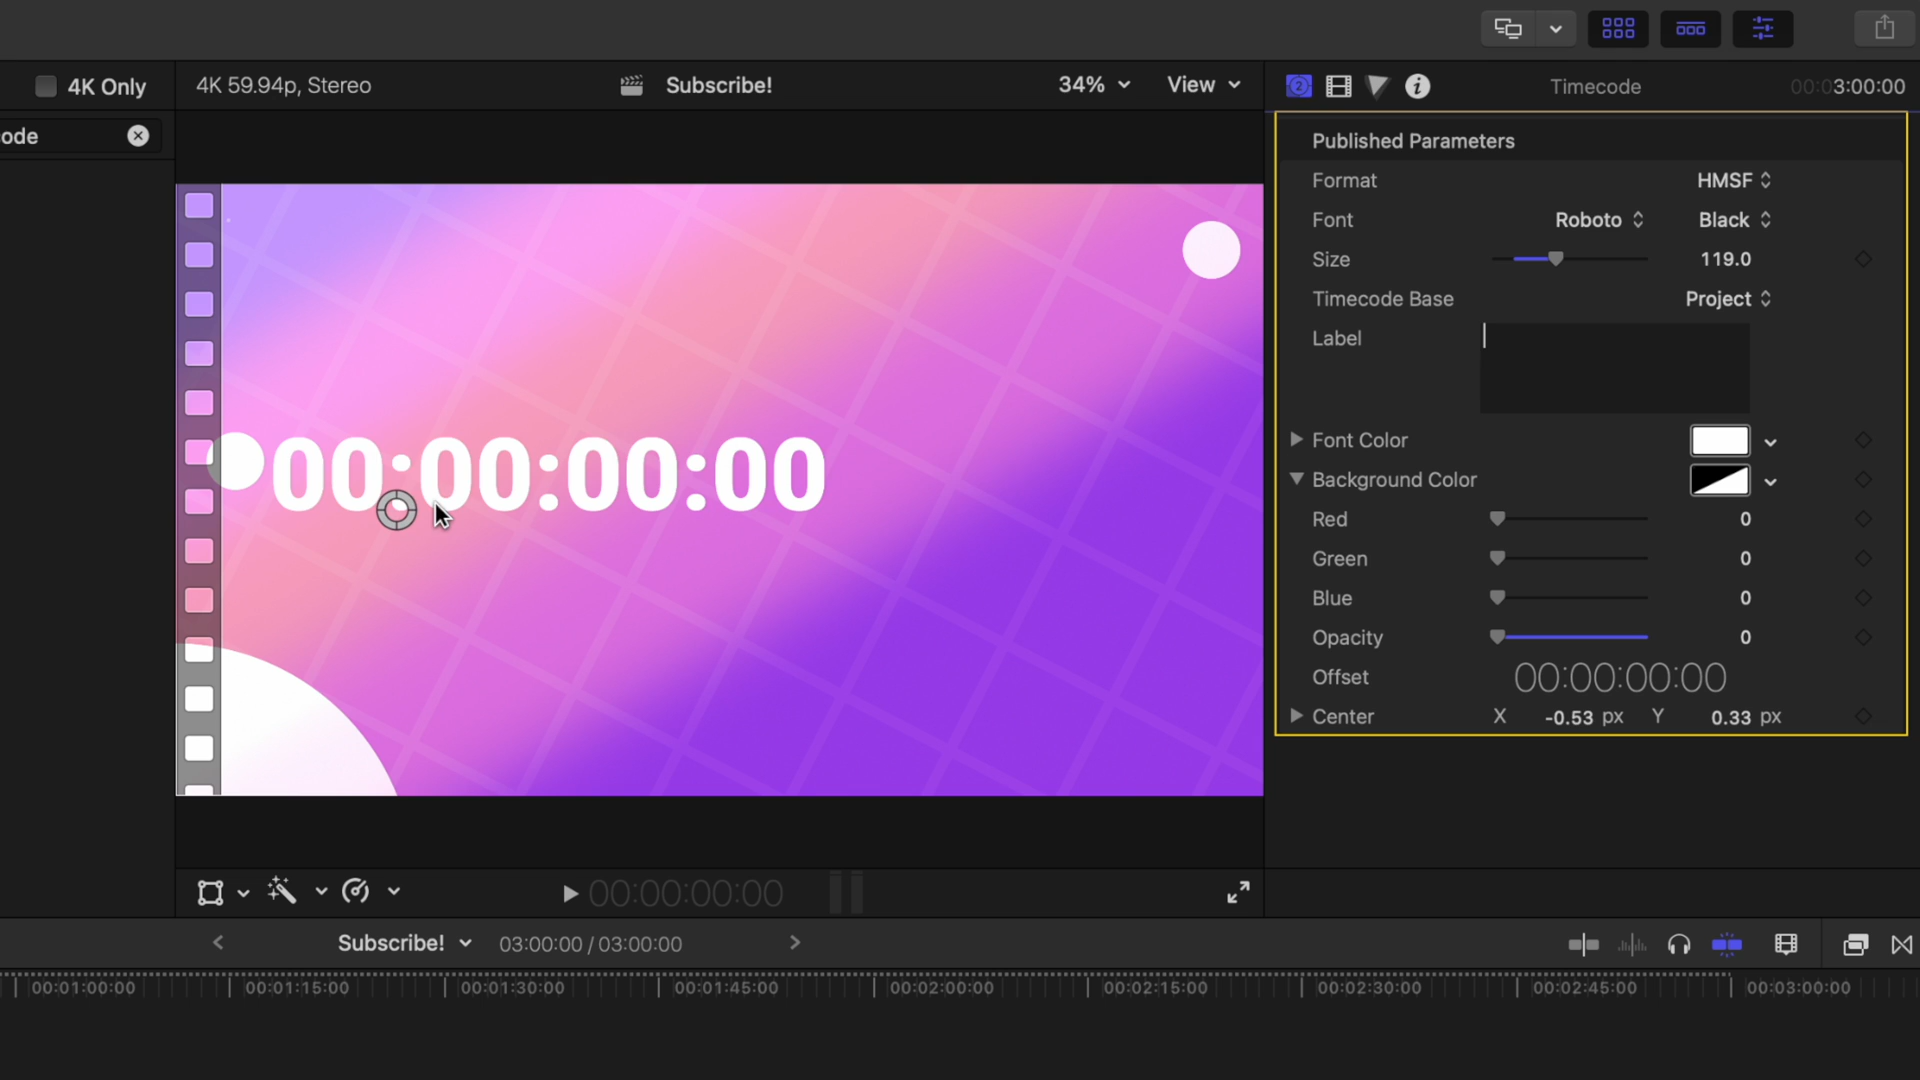 4K Only
4K 59.94p, Stereo
Subscribe!
34%
View
Timecode
00:03:00:00
ode
Published Parameters
Format
HMSF
Font
Roboto
Black
Size
119.0
Timecode Base
Project
Label
00:00:00:00
Font Color
Background Color
Red
0
Green
0
Blue
0
Opacity
0
Offset
00:00:00:00
Center
X
-0.53 px
Y
0.33 px
00:00:00:00
Subscribe!
03:00:00 / 03:00:00
00:01:00:00
00:01:15:00
00:01:30:00
00:01:45:00
00:02:00:00
00:02:15:00
00:02:30:00
00:02:45:00
00:03:00:00